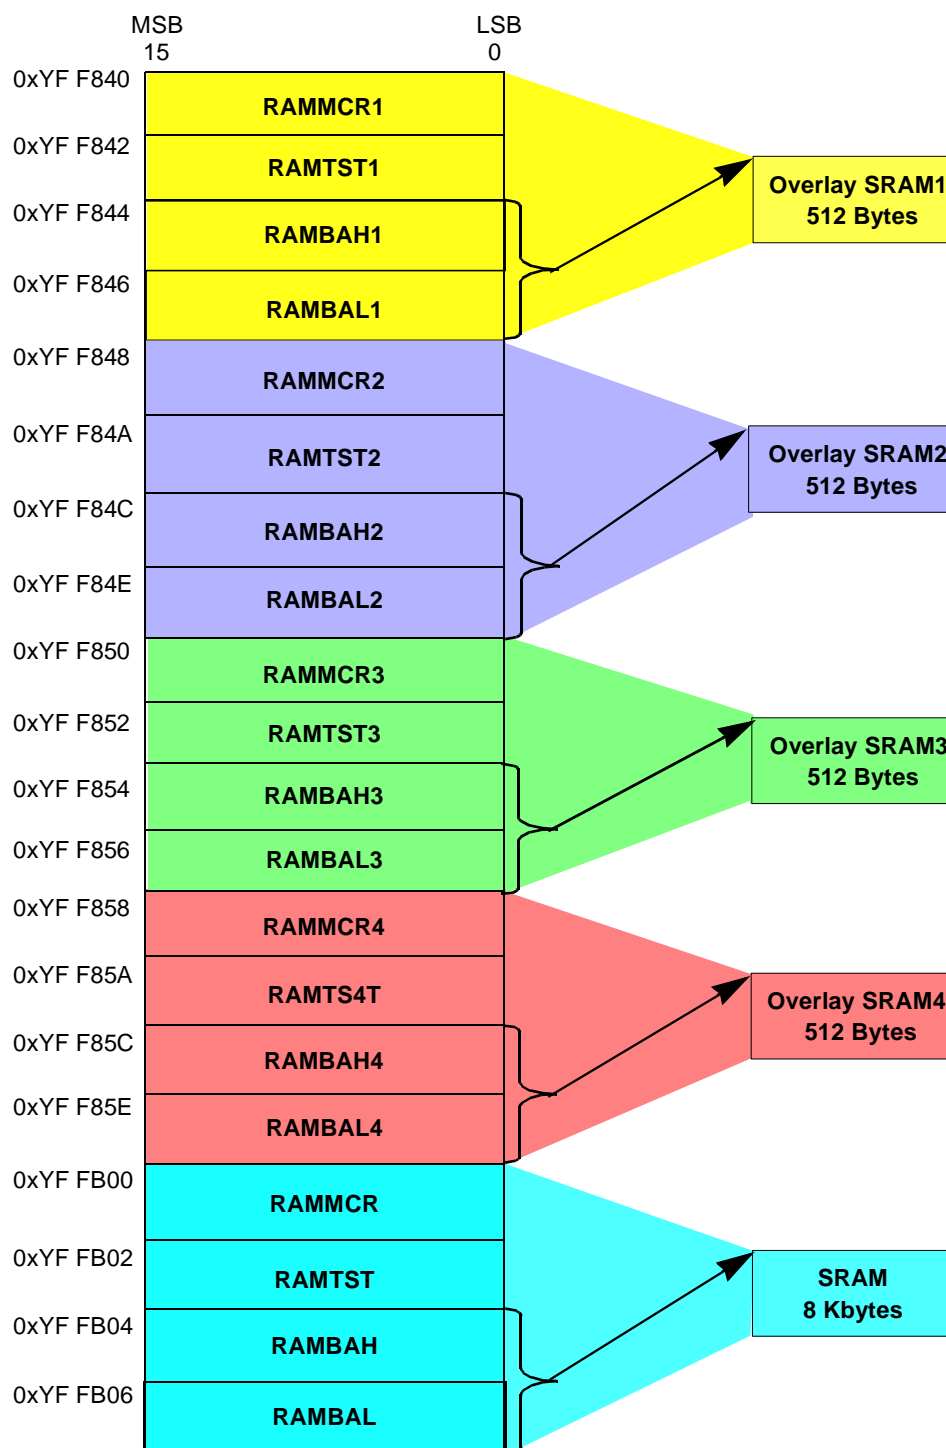 MSB LSB
15 0
0xYF F840
RAMMCR1
0xYF F842
RAMTST1
Overlay SRAM1
512 Bytes
0xYF F844
RAMBAH1
0xYF F846
RAMBAL1
0xYF F848
RAMMCR2
0xYF F84A
RAMTST2
Overlay SRAM2
512 Bytes
0xYF F84C
RAMBAH2
0xYF F84E
RAMBAL2
0xYF F850
RAMMCR3
0xYF F852
RAMTST3
Overlay SRAM3
512 Bytes
0xYF F854
RAMBAH3
0xYF F856
RAMBAL3
0xYF F858
RAMMCR4
0xYF F85A
RAMTS4T
Overlay SRAM4
512 Bytes
0xYF F85C
RAMBAH4
0xYF F85E
RAMBAL4
0xYF FB00
RAMMCR
0xYF FB02
RAMTST
SRAM
8 Kbytes
0xYF FB04
RAMBAH
0xYF FB06
RAMBAL